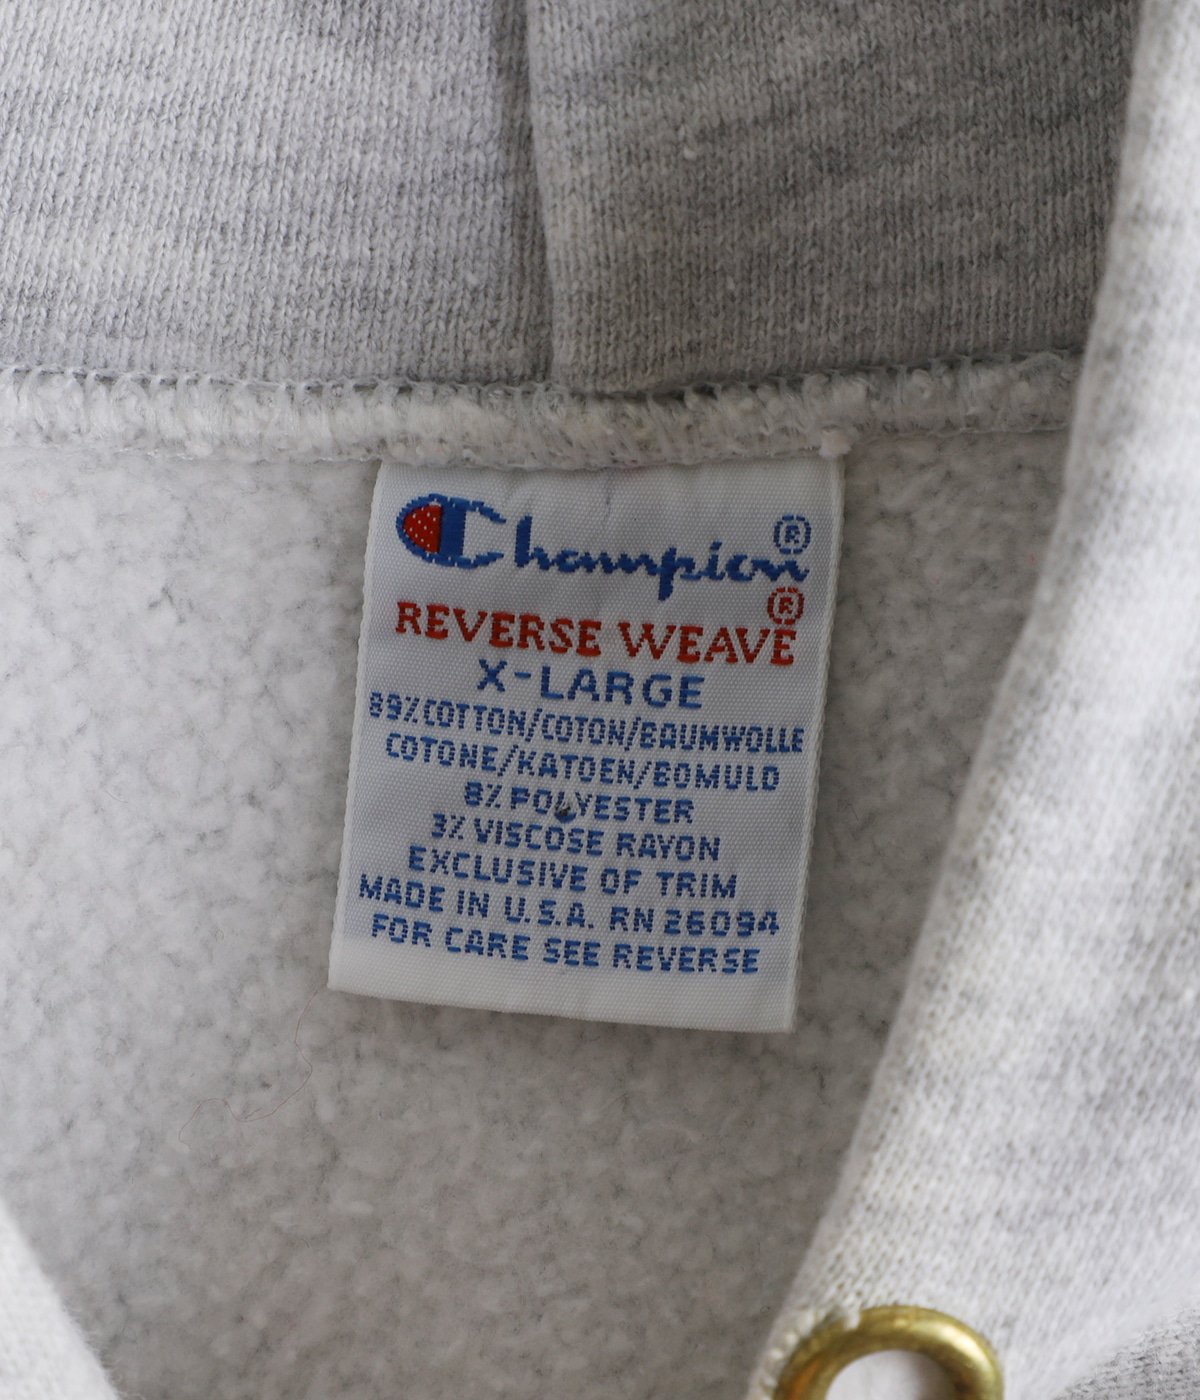 Champion®
REVERSE WEAVE®
X-LARGE
89% COTTON/COTON/BAUMWOLLE
COTONE/KATOEN/BOMULD
8% POLYESTER
3% VISCOSE RAYON
EXCLUSIVE OF TRIM
MADE IN U.S.A. RN 26094
FOR CARE SEE REVERSE